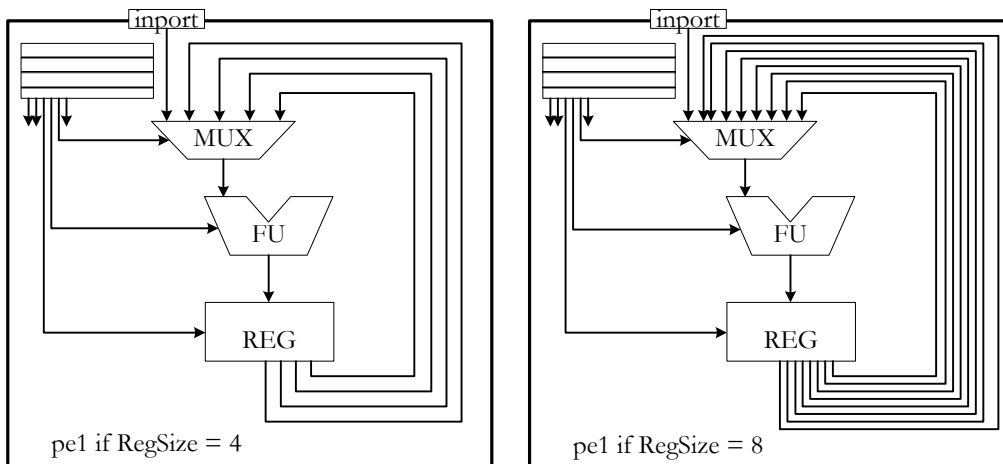 inport
MUX
FU
REG
pe1 if RegSize = 4
inport
MUX
FU
REG
pe1 if RegSize = 8